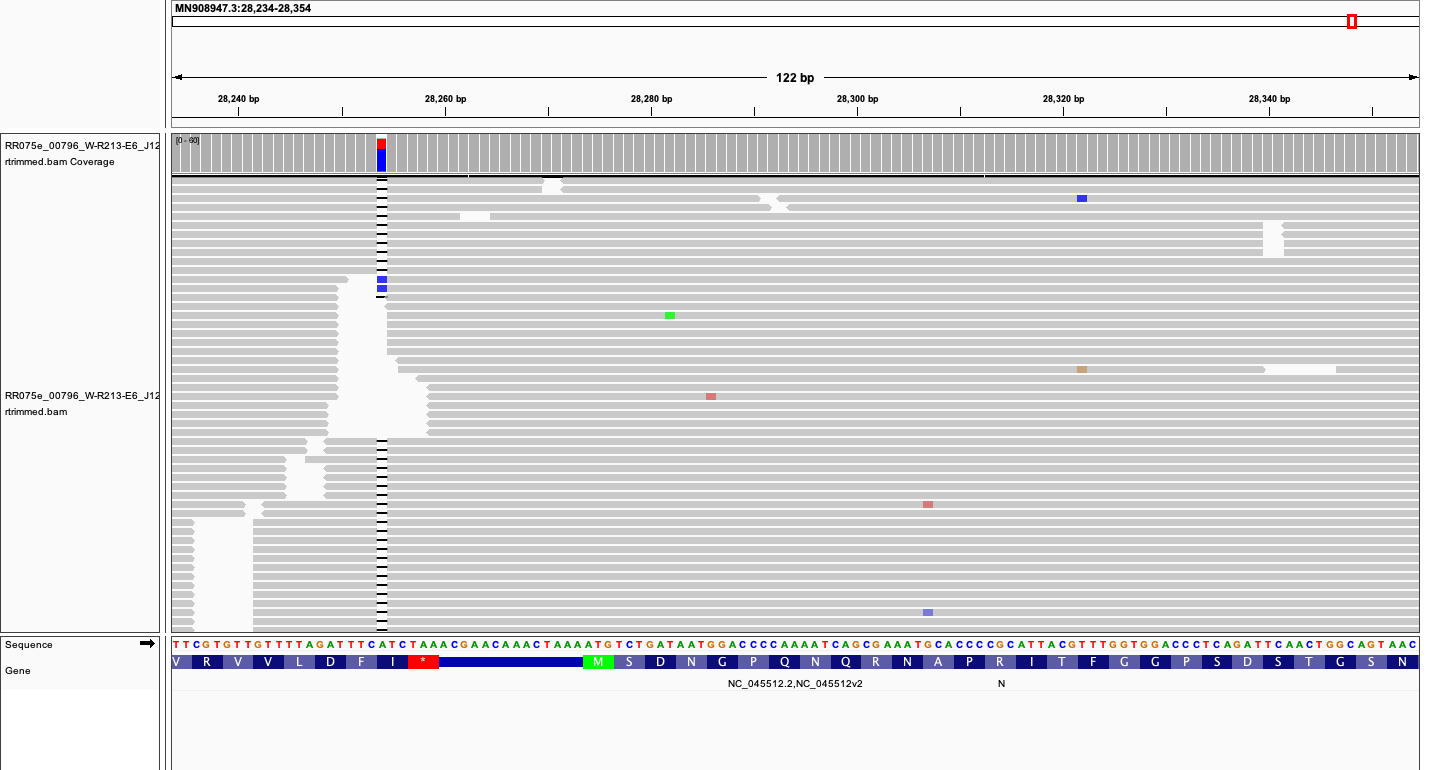 MN908947.3:28,234-28,354
122 bp
28,240 bp 28,260 bp 28,280 bp 28,300 bp 28,320 bp 28,340 bp
RR075e_00796_W-R213-E6_J12
rtrimmed.bam Coverage
[0 - 60]
RR075e_00796_W-R213-E6_J12
rtrimmed.bam
Sequence
TTCGTGTTGTTTTAGATTTCATCTAAACGAACAAACTAAAATGTCTGATAATGGACCCCAAAATCAGCGAAATGCACCCCGCATTACGTTTGGTGGACCCTCAGATTCAACTGGCAGTAAC
Gene
V R V V L D F I * M S D N G P Q N Q R N A P R I T F G G P S D S T G S N
NC_045512.2,NC_045512v2 N